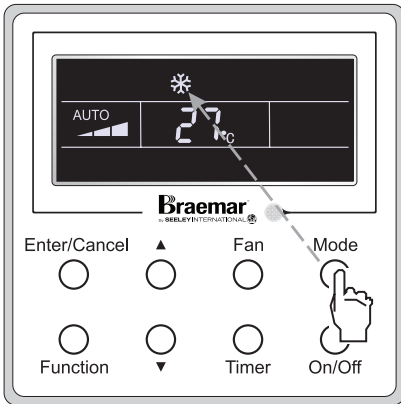 AUTO
27°C
Braemar
by SEELEY INTERNATIONAL
Enter/Cancel ▲ Fan Mode
Function ▼ Timer On/Off